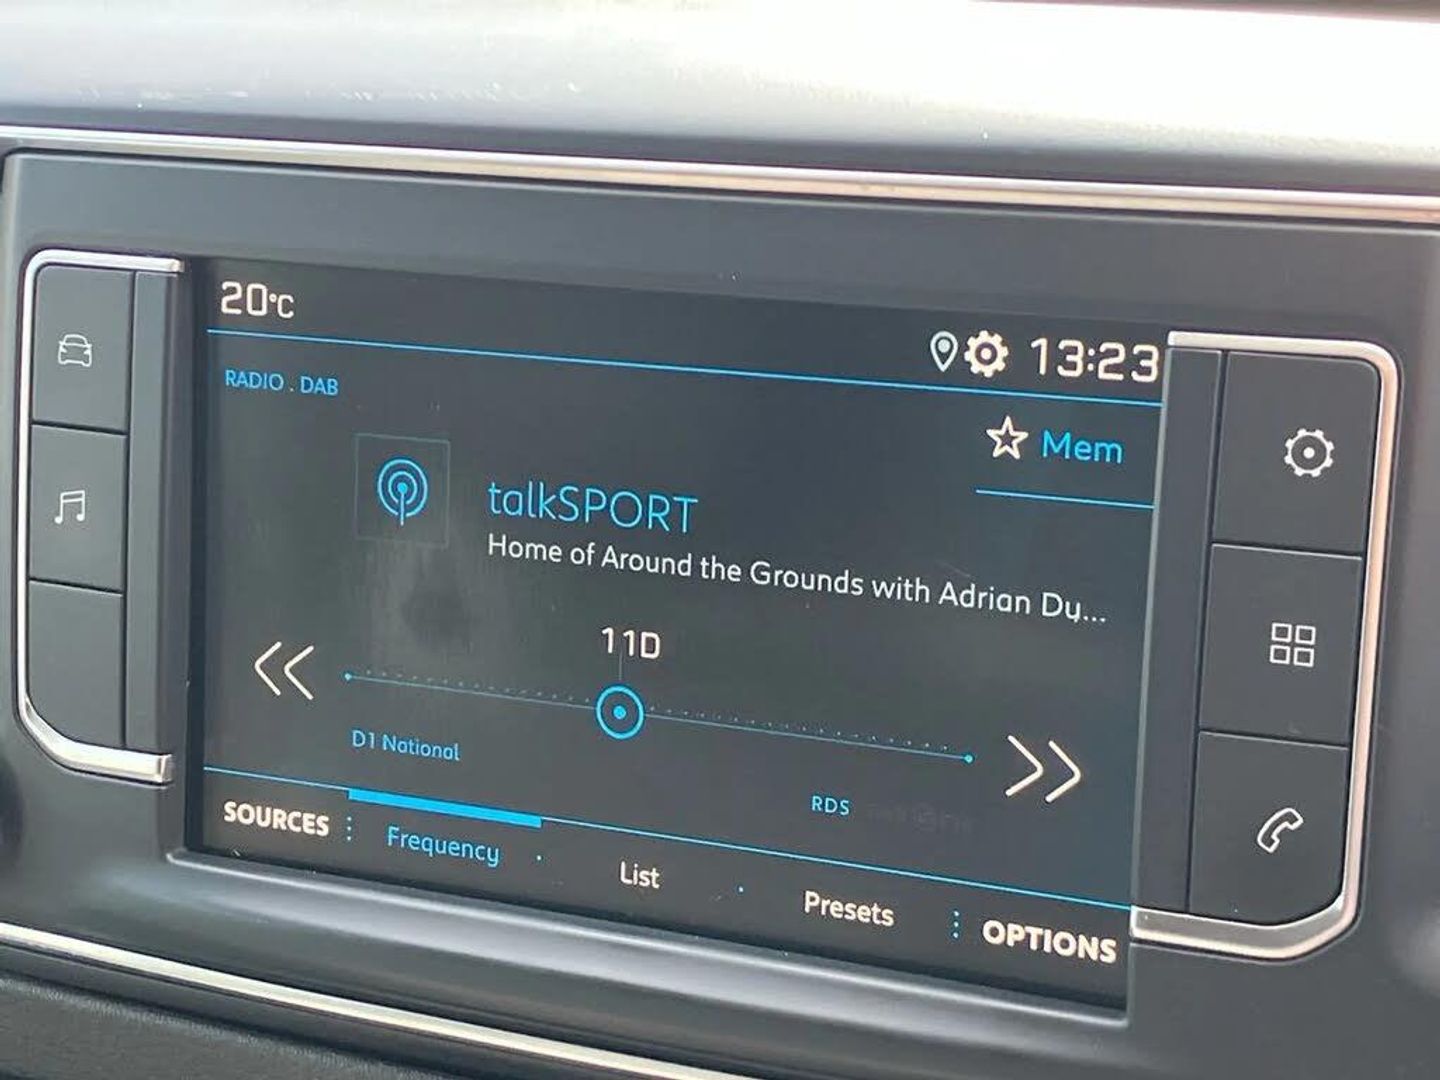 20°C
13:23
RADIO . DAB
Mem
talkSPORT
Home of Around the Grounds with Adrian Du...
11D
D1 National
RDS
SOURCES
Frequency
List
Presets
OPTIONS